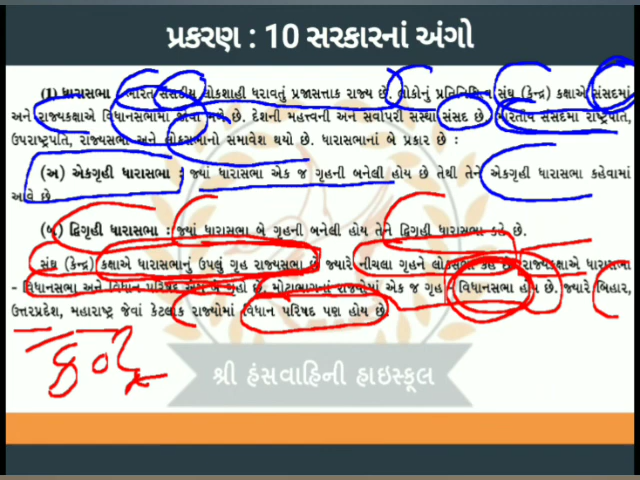 પ્રકરણ : 10 સરકારનાં અંગો
(1) ધારાસભા : ભારત સંસદીય લોકશાહી ધરાવતું પ્રજાસત્તાક રાજ્ય છે. લોકોનું પ્રતિનિધિત્વ સંઘ (કેન્દ્ર) કક્ષાએ સંસદમાં
અને રાજ્યકક્ષાએ વિધાનસભામાં જોવા મળે છે. દેશની મહત્ત્વની અને સર્વોપરી સંસ્થા સંસદ છે. ભારતીય સંસદમાં રાષ્ટ્રપતિ,
ઉપરાષ્ટ્રપતિ, રાજ્યસભા અને લોકસભાનો સમાવેશ થયો છે. ધારાસભાનાં બે પ્રકાર છે :
(અ) એકગૃહી ધારાસભા : જ્યાં ધારાસભા એક જ ગૃહની બનેલી હોય છે તેથી તેને એકગૃહી ધારાસભા કહેવામાં
આવે છે.
(બ) દ્વિગૃહી ધારાસભા : જ્યાં ધારાસભા બે ગૃહની બનેલી હોય તેને દ્વિગૃહી ધારાસભા કહે છે.
સંઘ (કેન્દ્ર) કક્ષાએ ધારાસભાનું ઉપલું ગૃહ રાજ્યસભા છે જ્યારે નીચલા ગૃહને લોકસભા કહે છે. રાજ્યકક્ષાએ ધારાસભા
- વિધાનસભા અને વિધાન પરિષદ એમ બે ગૃહો છે. મોટાભાગનાં રાજ્યોમાં એક જ ગૃહ - વિધાનસભા હોય છે. જ્યારે બિહાર,
ઉત્તરપ્રદેશ, મહારાષ્ટ્ર જેવાં કેટલાક રાજ્યોમાં વિધાન પરિષદ પણ હોય છે.
કેન્દ્ર
શ્રી હંસવાહિની હાઇસ્કૂલ